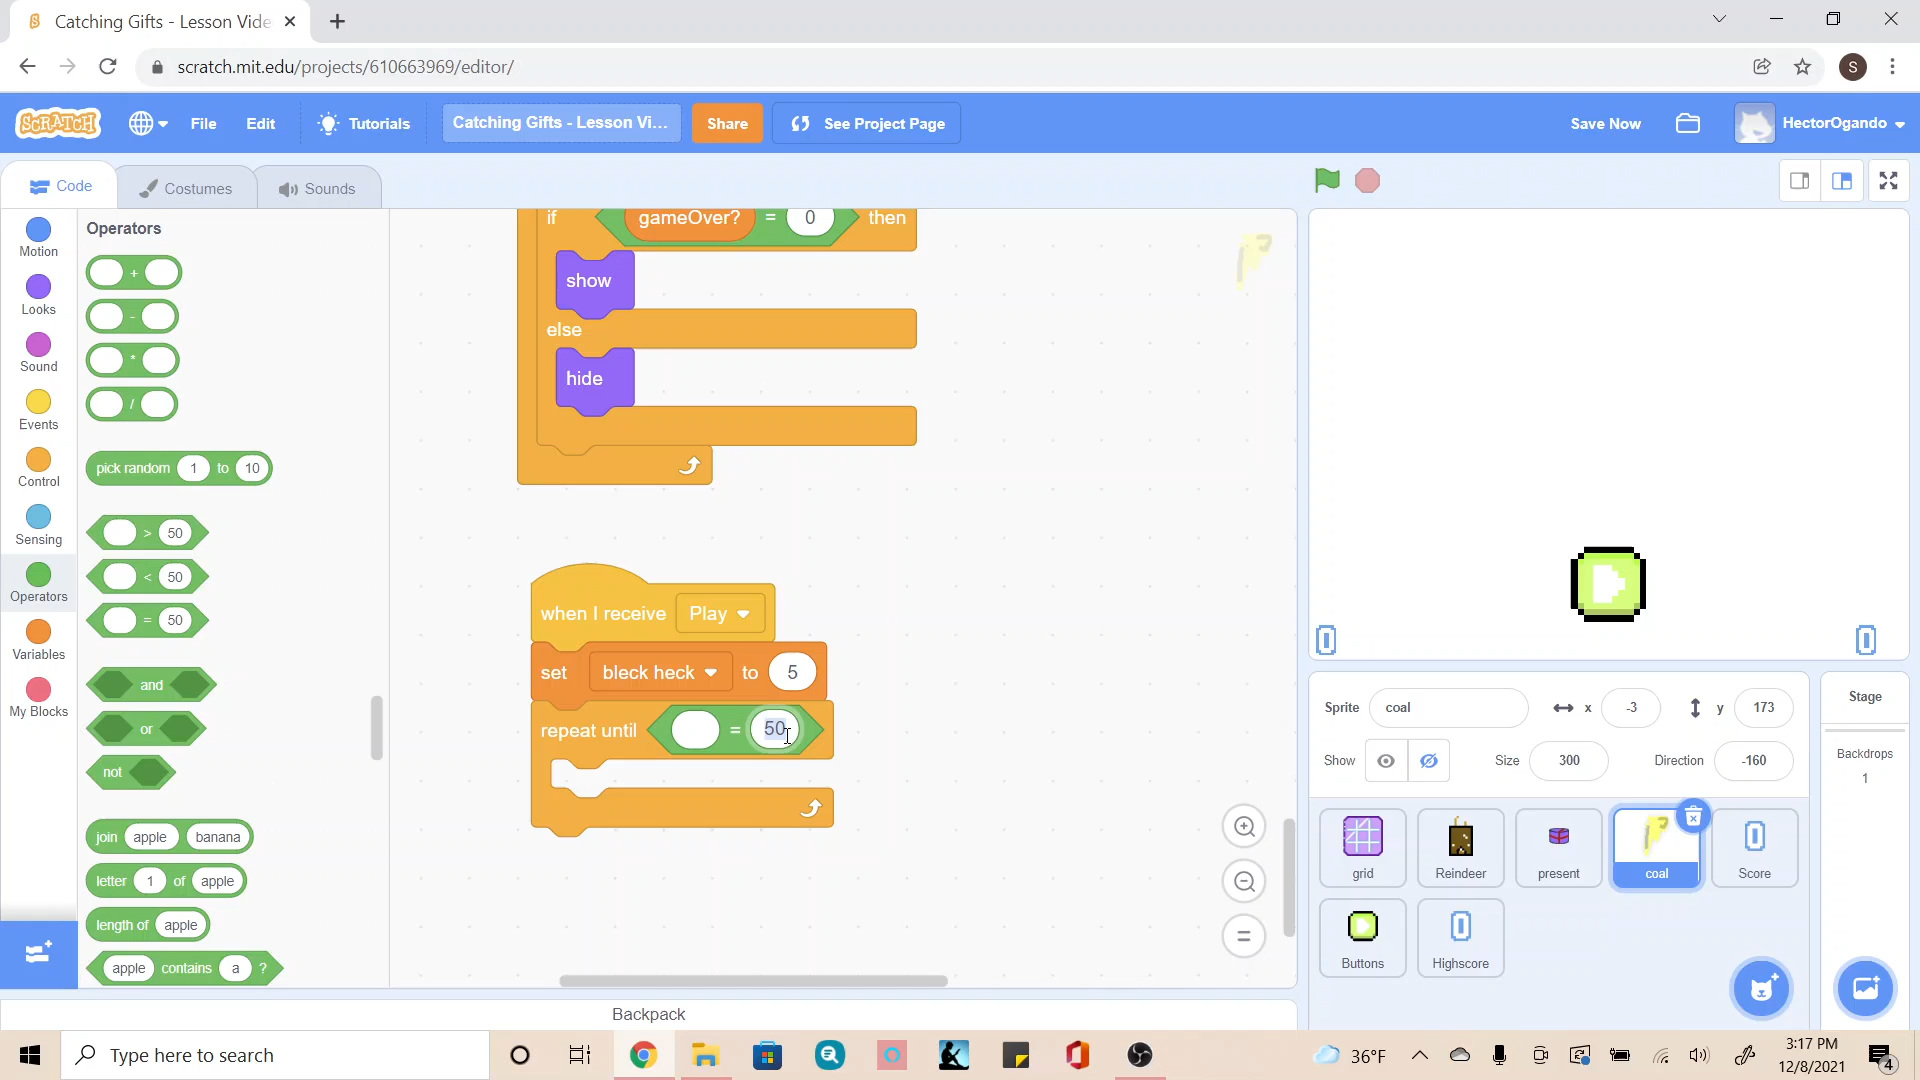 Catching Gifts - Lesson Vide
scratch.mit.edu/projects/610663969/editor/
S
SCRATCH
File
Edit
Tutorials
Catching Gifts - Lesson Vi...
Share
See Project Page
Save Now
HectorOgando
Code
Costumes
Sounds
Motion
Looks
Sound
Events
Control
Sensing
Operators
Variables
My Blocks
Operators
+
-
*
/
pick random 1 to 10
> 50
< 50
= 50
and
or
not
join apple banana
letter 1 of apple
length of apple
apple contains a ?
if gameOver? = 0 then
show
else
hide
when I receive Play
set bleck heck to 5
repeat until = 50
Backpack
Sprite coal x -3 y 173
Show Size 300 Direction -160
Stage
Backdrops
1
grid
Reindeer
present
coal
Score
Buttons
Highscore
Type here to search
36°F
3:17 PM
12/8/2021
4